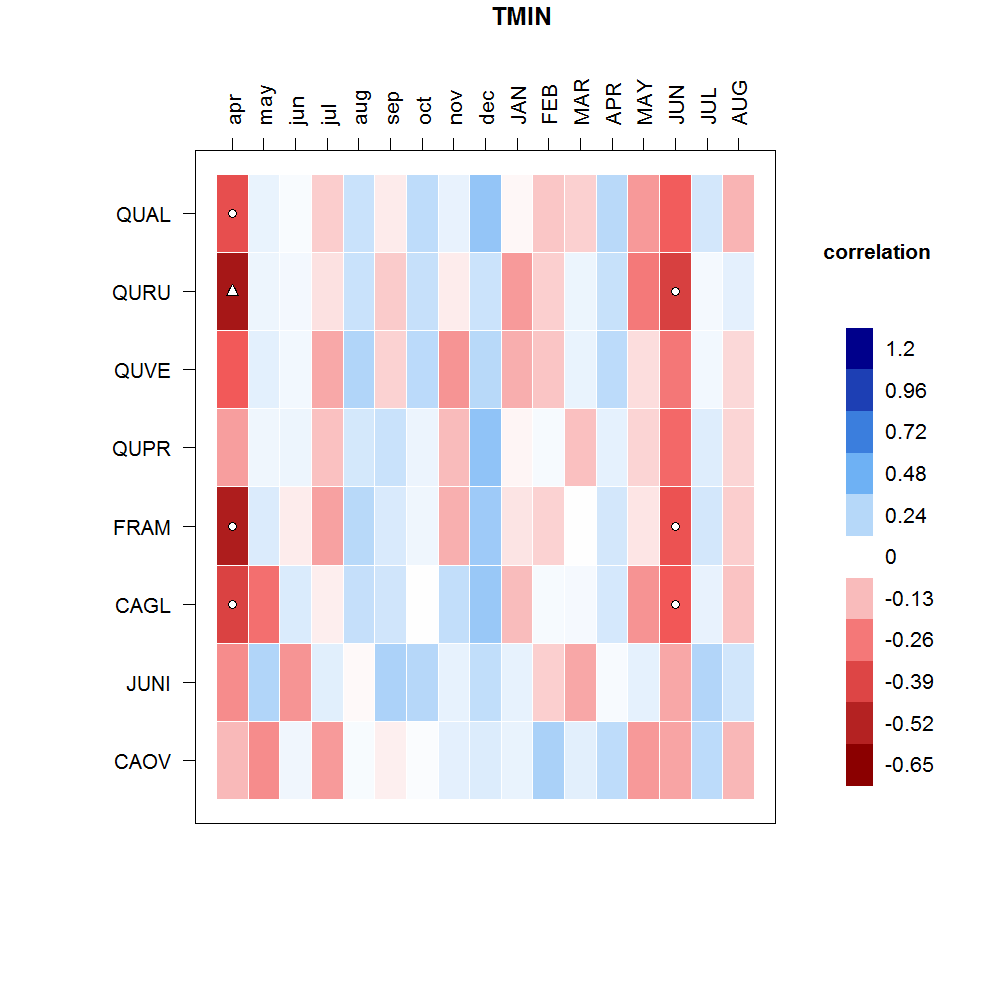 TMIN
apr may jun jul aug sep oct nov dec JAN FEB MAR APR MAY JUN JUL AUG
QUAL
QURU
QUVE
QUPR
FRAM
CAGL
JUNI
CAOV
correlation
1.2
0.96
0.72
0.48
0.24
0
-0.13
-0.26
-0.39
-0.52
-0.65